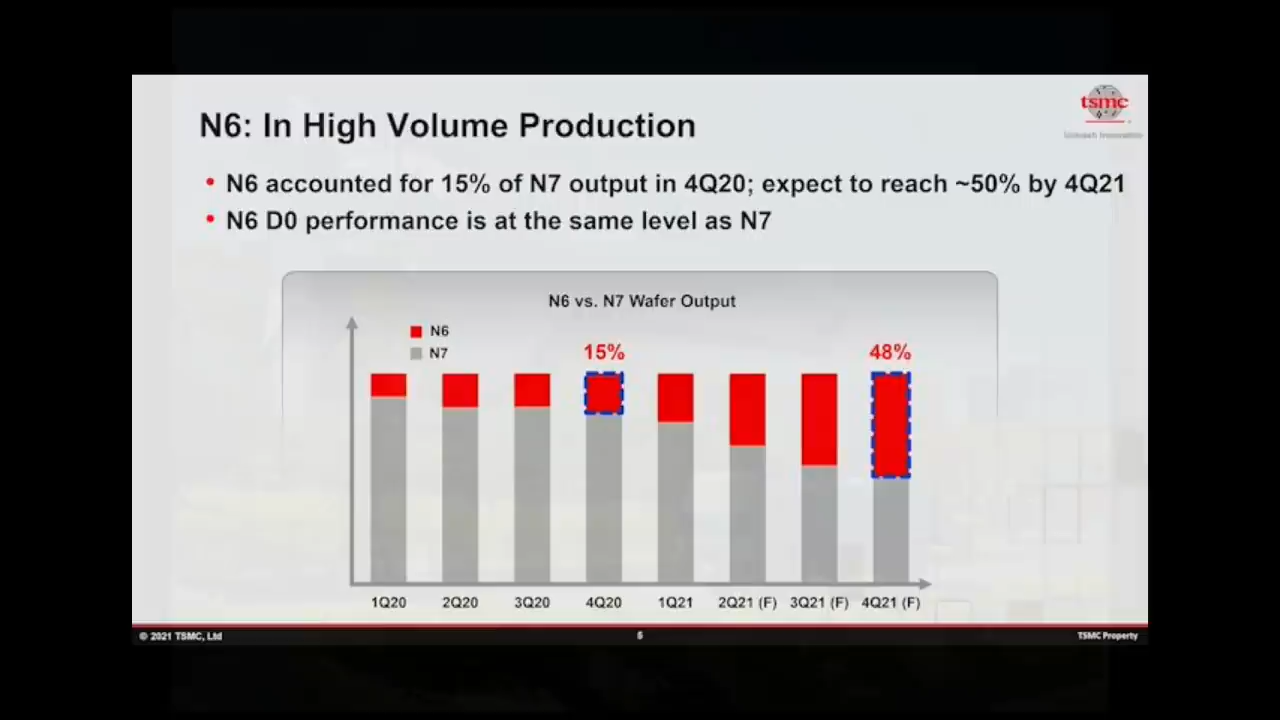 tsmc
N6: In High Volume Production
• N6 accounted for 15% of N7 output in 4Q20; expect to reach ~50% by 4Q21
• N6 D0 performance is at the same level as N7
N6 vs. N7 Wafer Output
N6
N7
15%
48%
1Q20 2Q20 3Q20 4Q20 1Q21 2Q21 (F) 3Q21 (F) 4Q21 (F)
© 2021 TSMC, Ltd 5 TSMC Property